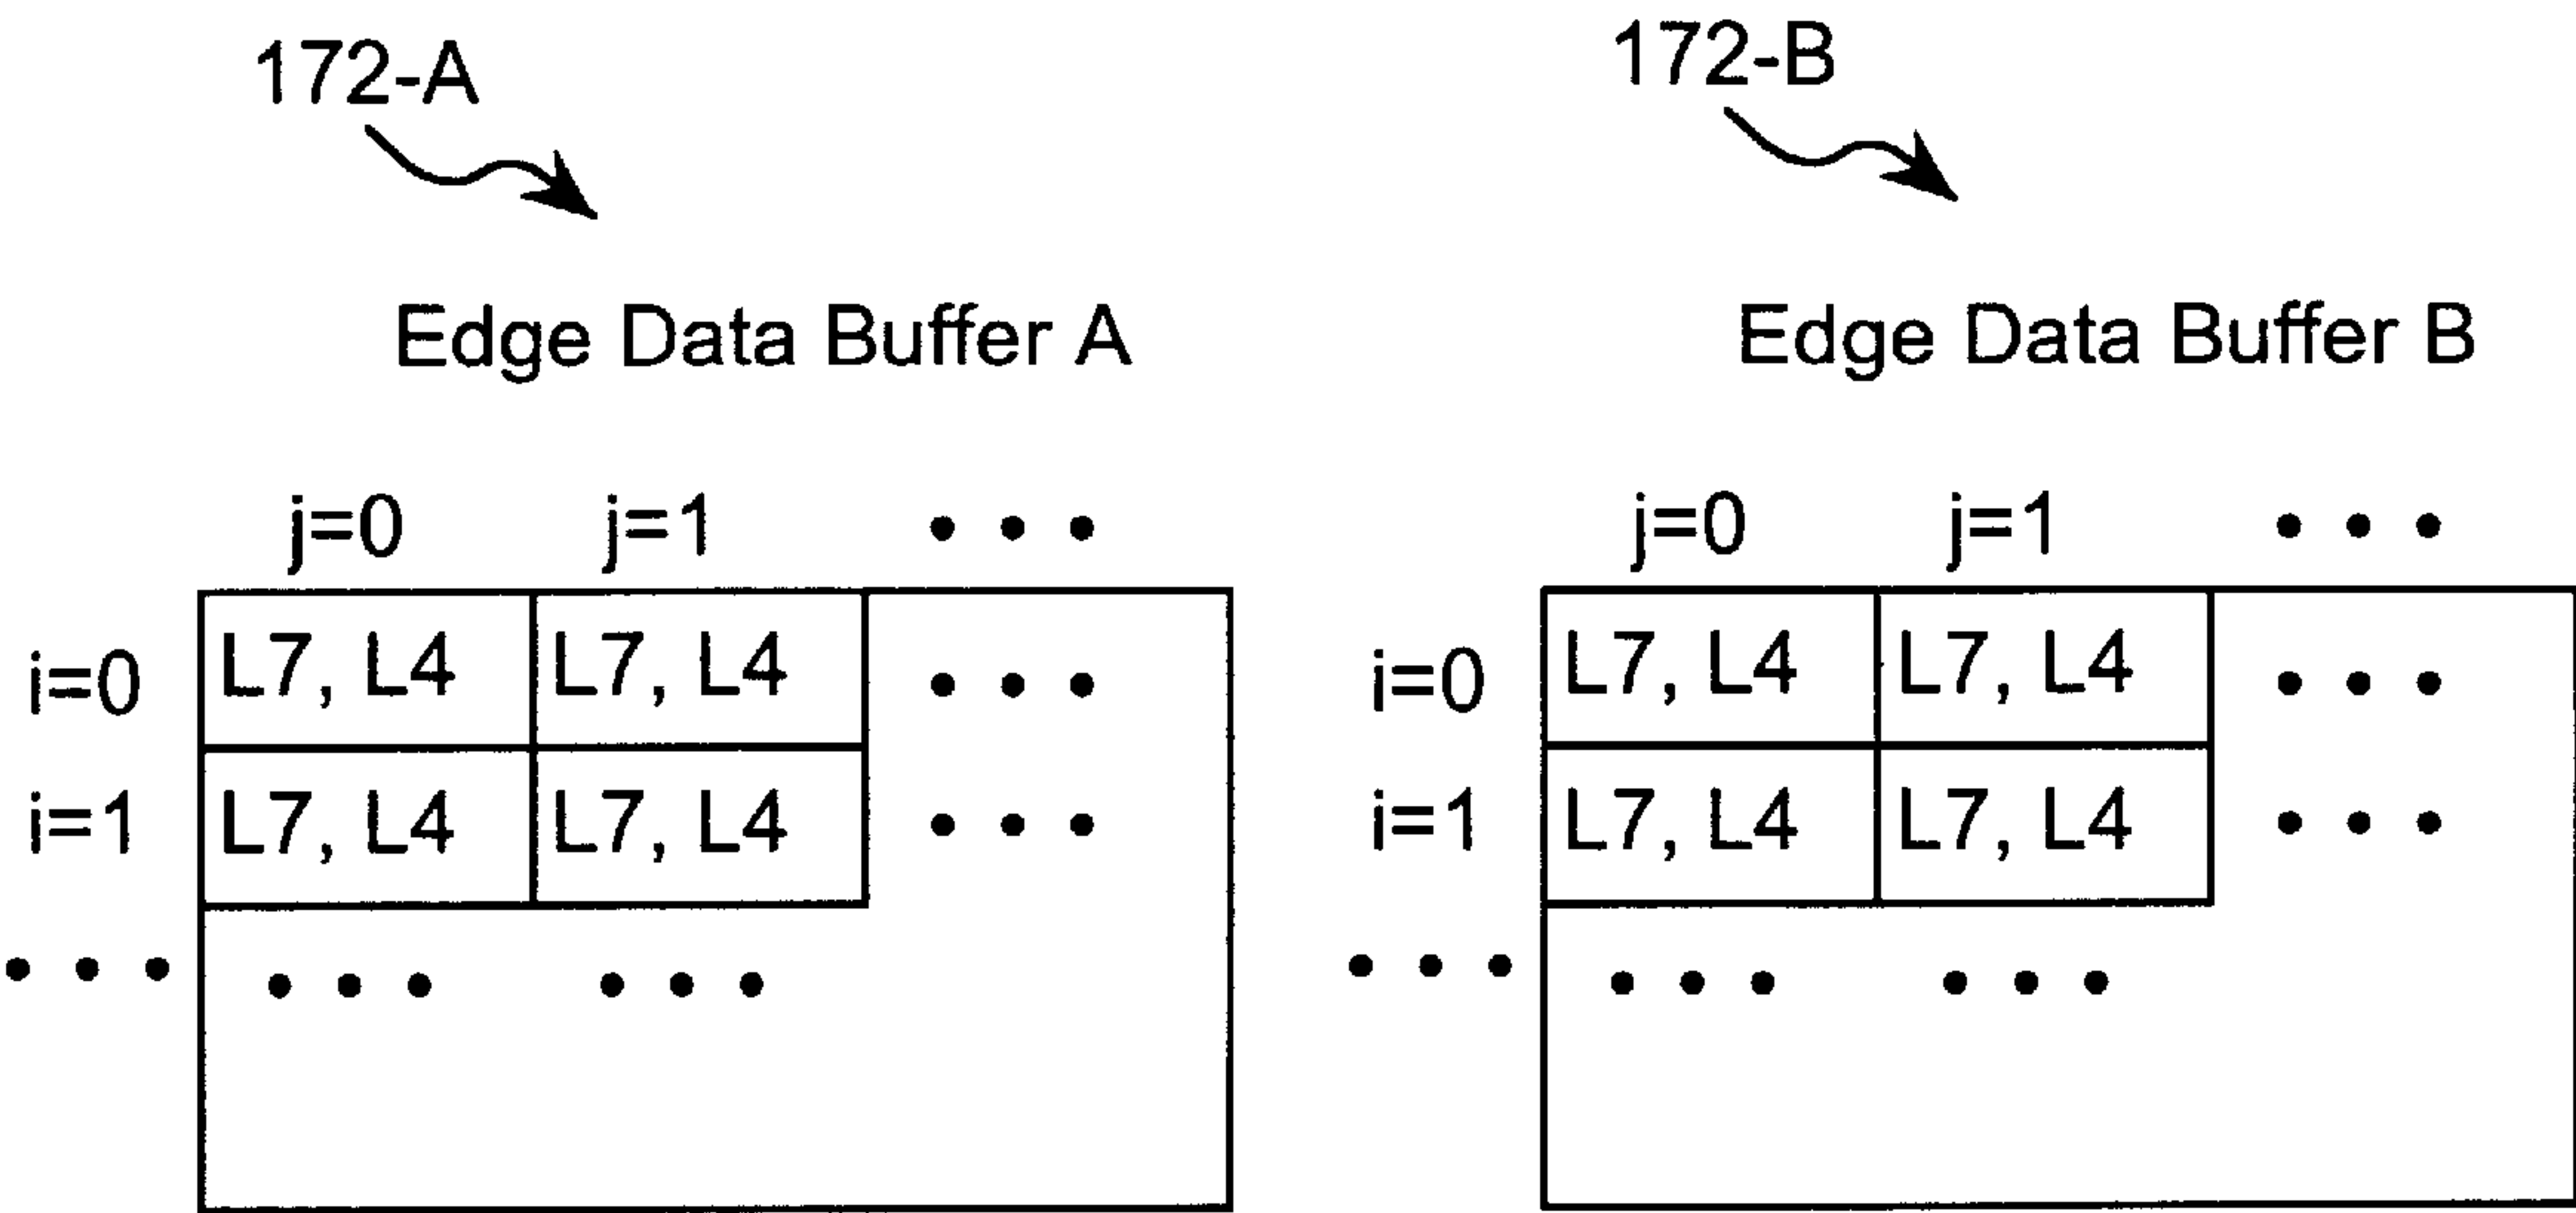 172-A
172-B
Edge Data Buffer A
Edge Data Buffer B
j=0 j=1 • • •
i=0 L7, L4 L7, L4 • • •
i=1 L7, L4 L7, L4 • • •
• • • • • • • • •
j=0 j=1 • • •
i=0 L7, L4 L7, L4 • • •
i=1 L7, L4 L7, L4 • • •
• • • • • • • • •